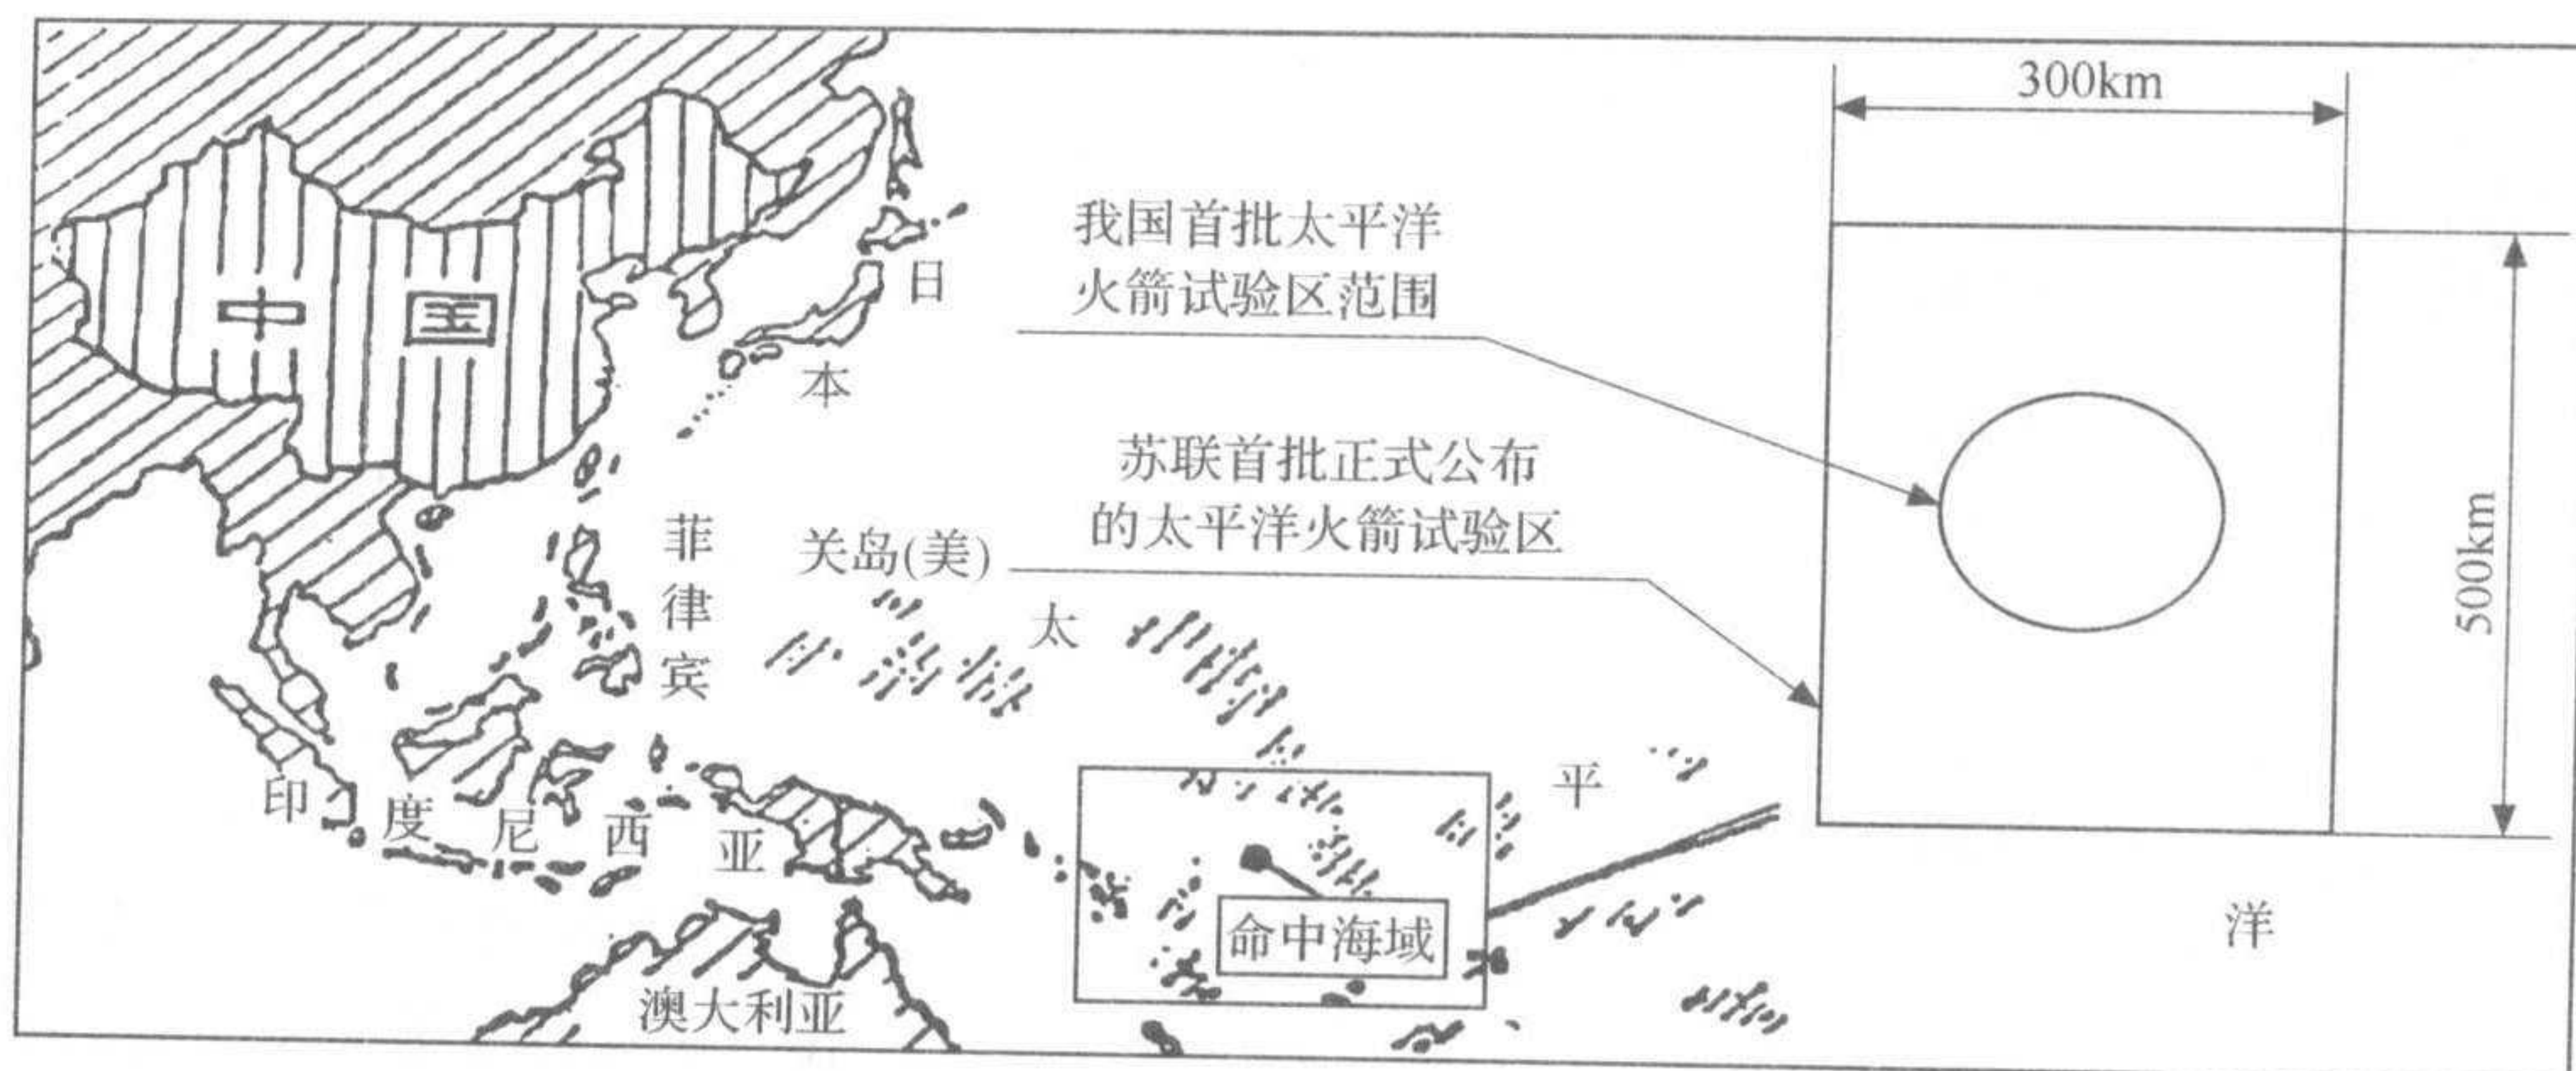 300km
我国首批太平洋
火箭试验区范围
苏联首批正式公布
的太平洋火箭试验区
500km
中国
日
本
菲
律
宾
关岛(美)
太
平
洋
印度尼西亚
命中海域
澳大利亚